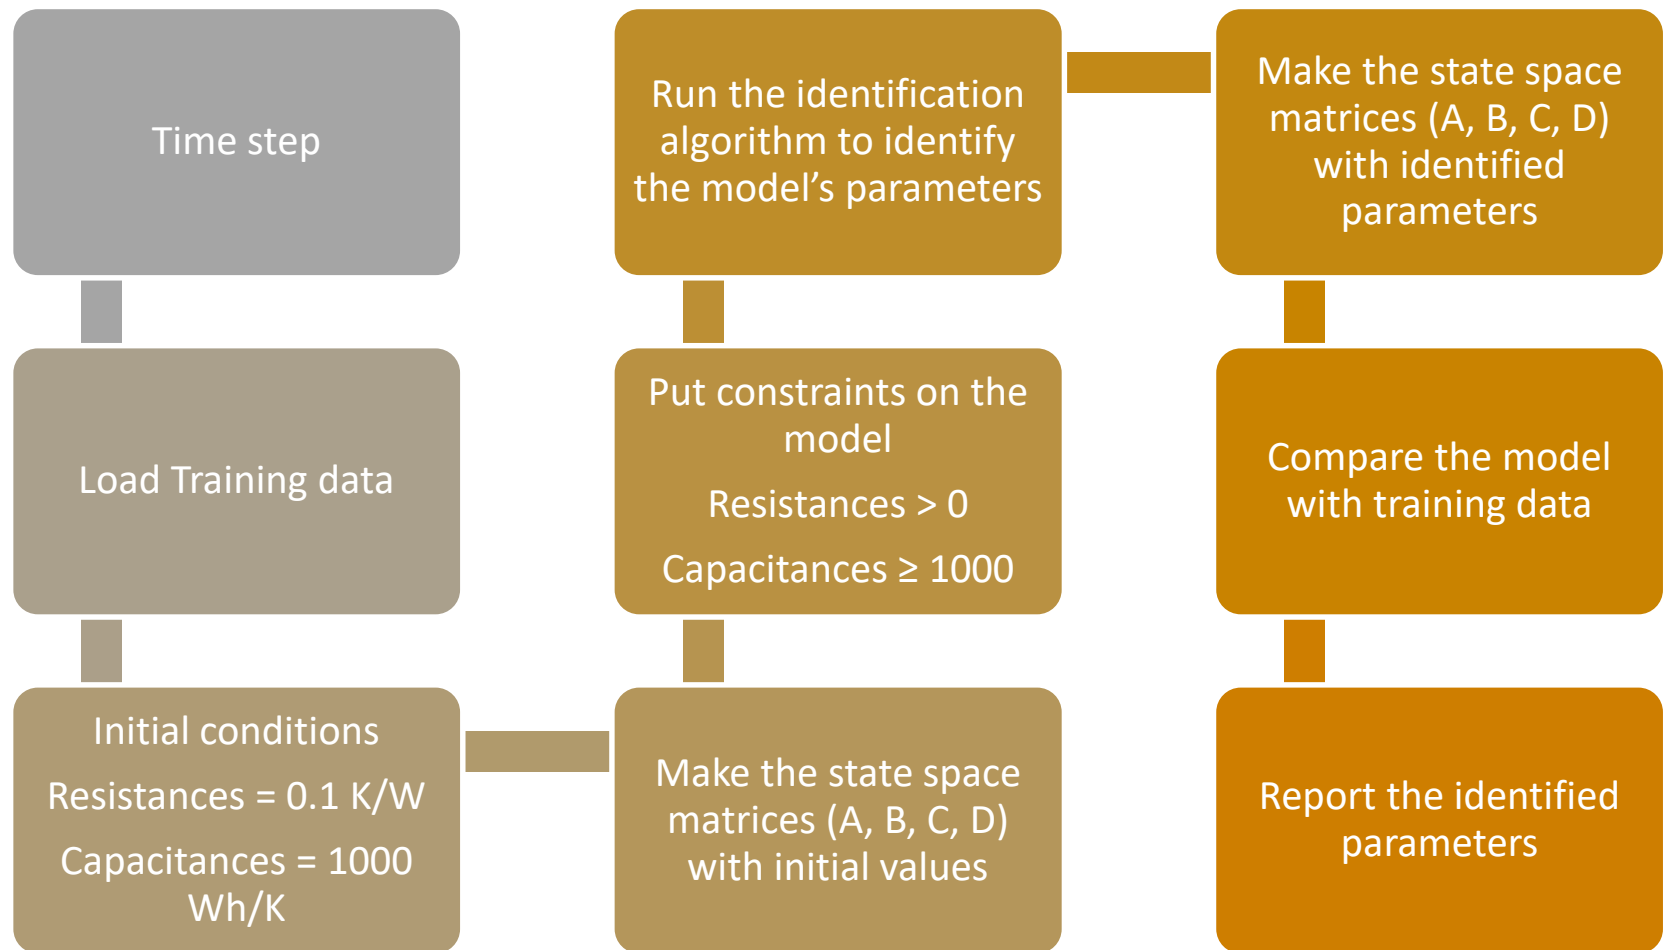 Time step
Load Training data
Initial conditions
Resistances = 0.1 K/W
Capacitances = 1000
Wh/K
Make the state space
matrices (A, B, C, D)
with initial values
Put constraints on the
model
Resistances > 0
Capacitances ≥ 1000
Run the identification
algorithm to identify
the model’s parameters
Make the state space
matrices (A, B, C, D)
with identified
parameters
Compare the model
with training data
Report the identified
parameters